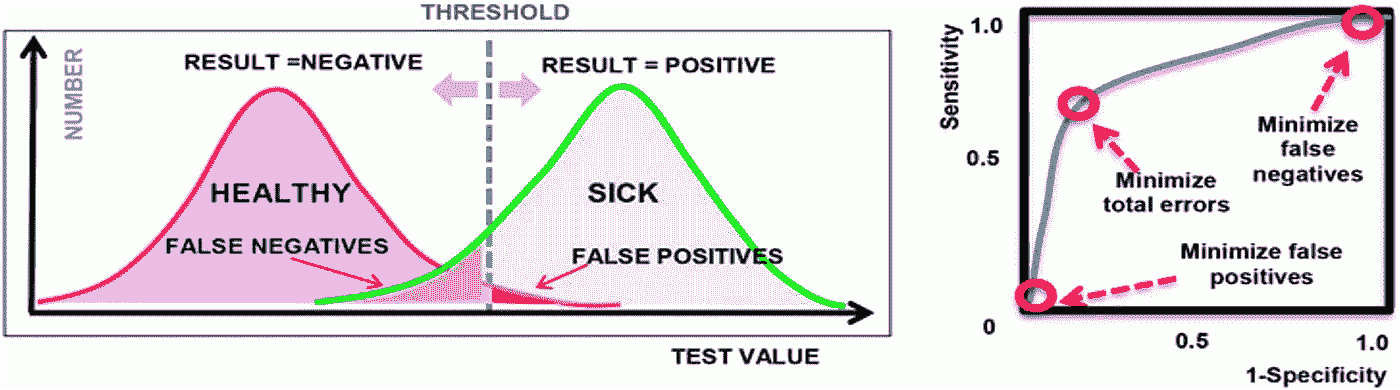 THRESHOLD
NUMBER
RESULT =NEGATIVE
RESULT = POSITIVE
HEALTHY
SICK
FALSE NEGATIVES
FALSE POSITIVES
TEST VALUE
Sensitivity
1.0
0.5
0
0.5
1.0
1-Specificity
Minimize
false
negatives
Minimize
total errors
Minimize false
positives